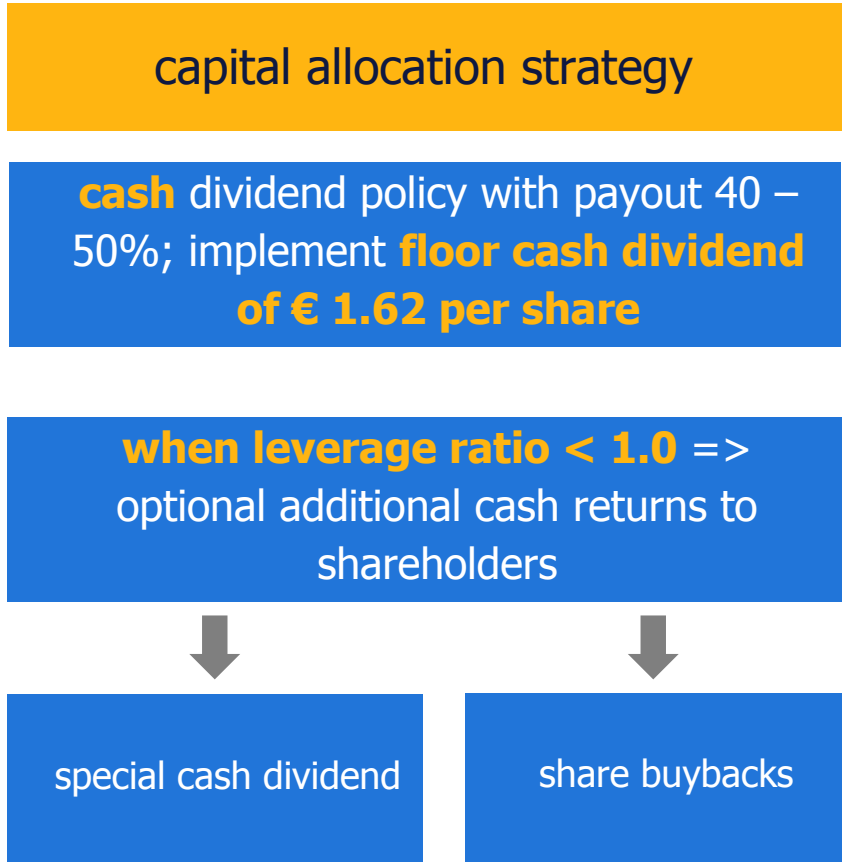 capital allocation strategy
cash dividend policy with payout 40 –
50%; implement floor cash dividend
of € 1.62 per share
when leverage ratio < 1.0 =>
optional additional cash returns to
shareholders
special cash dividend
share buybacks